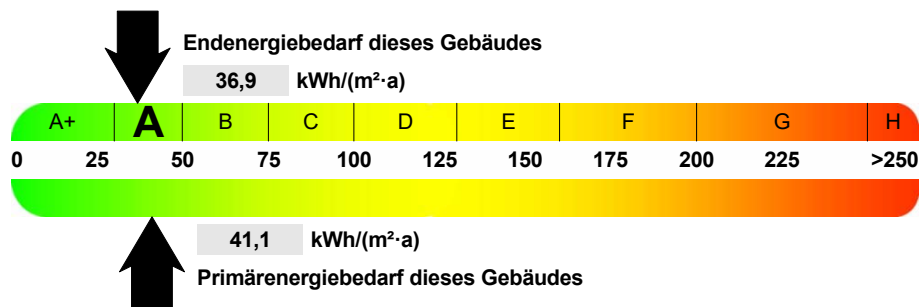 Endenergiebedarf dieses Gebäudes
36,9 kWh/(m²·a)
A+ A B C D E F G H
0 25 50 75 100 125 150 175 200 225 >250
41,1 kWh/(m²·a)
Primärenergiebedarf dieses Gebäudes